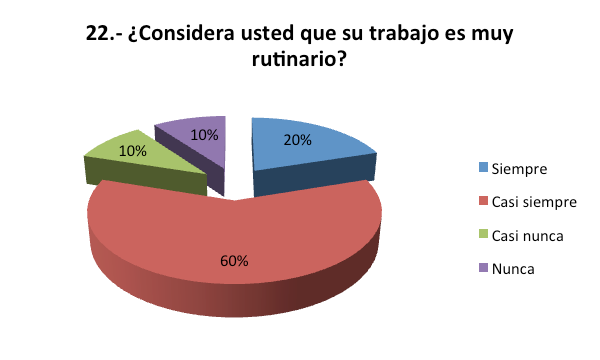 22.- ¿Considera usted que su trabajo es muy
rutinario?
10%
20%
10%
60%
Siempre
Casi siempre
Casi nunca
Nunca